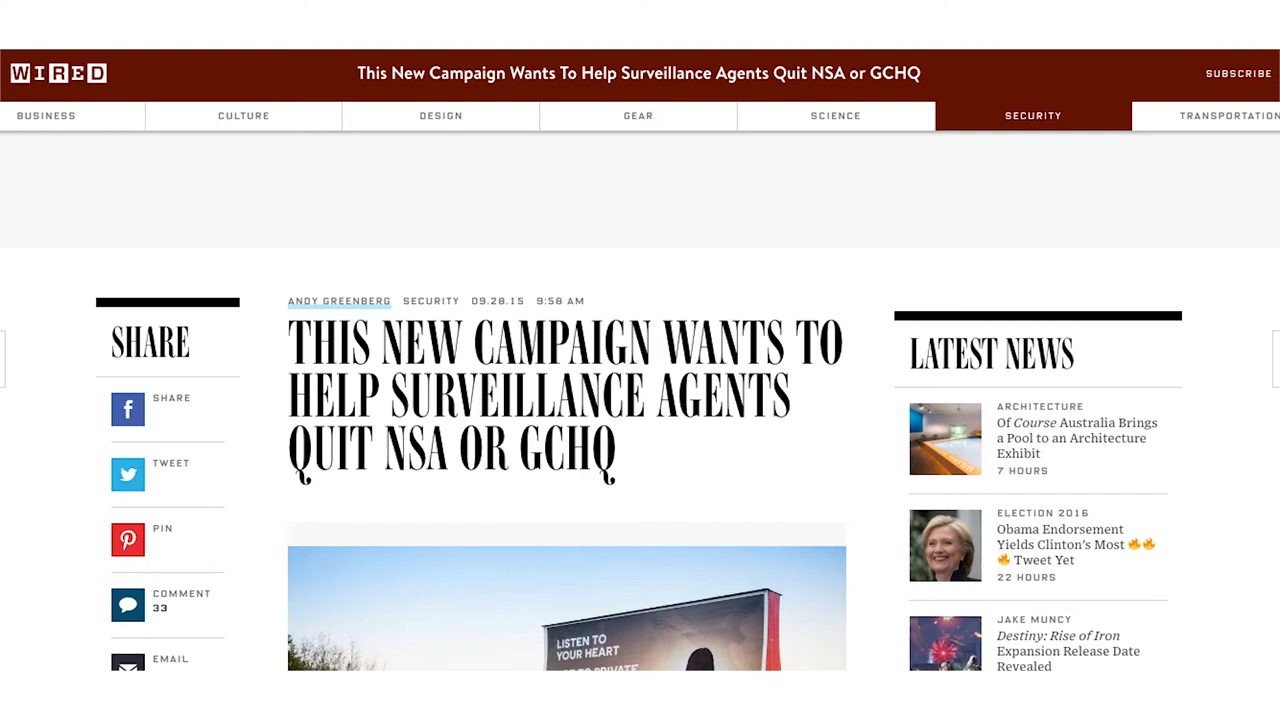 WIRED
This New Campaign Wants To Help Surveillance Agents Quit NSA or GCHQ
SUBSCRIBE
BUSINESS
CULTURE
DESIGN
GEAR
SCIENCE
SECURITY
TRANSPORTATION
SHARE
SHARE
TWEET
PIN
COMMENT
33
EMAIL
ANDY GREENBERG SECURITY 09.28.15 9:58 AM
THIS NEW CAMPAIGN WANTS TO
HELP SURVEILLANCE AGENTS
QUIT NSA OR GCHQ
LISTEN TO
YOUR HEART
LATEST NEWS
ARCHITECTURE
Of Course Australia Brings
a Pool to an Architecture
Exhibit
7 HOURS
ELECTION 2016
Obama Endorsement
Yields Clinton's Most 🔥🔥
🔥 Tweet Yet
22 HOURS
JAKE MUNCY
Destiny: Rise of Iron
Expansion Release Date
Revealed